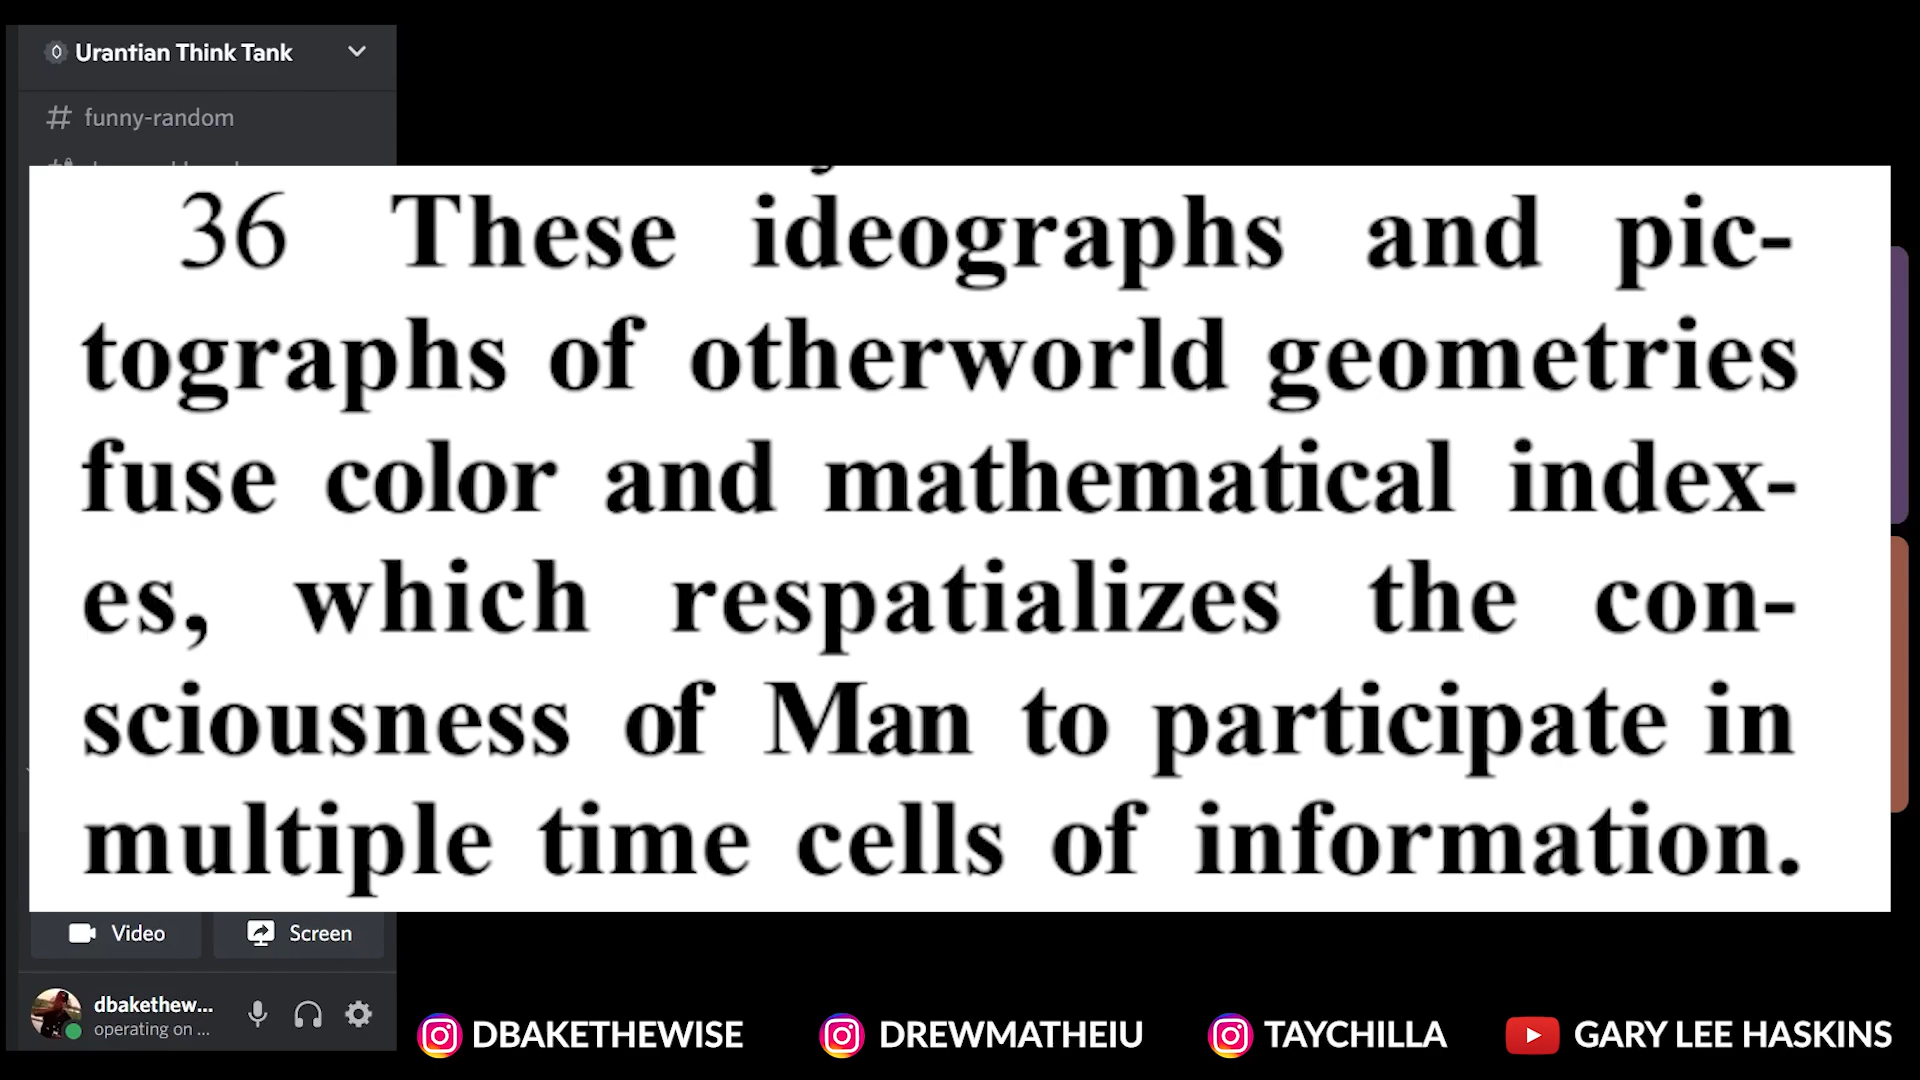 Urantian Think Tank
# funny-random
36 These ideographs and pic-
tographs of otherworld geometries
fuse color and mathematical index-
es, which respatializes the con-
sciousness of Man to participate in
multiple time cells of information.
Video Screen
dbakethew...
operating on ...
DBAKETHEWISE DREWMATHEIU TAYCHILLA GARY LEE HASKINS